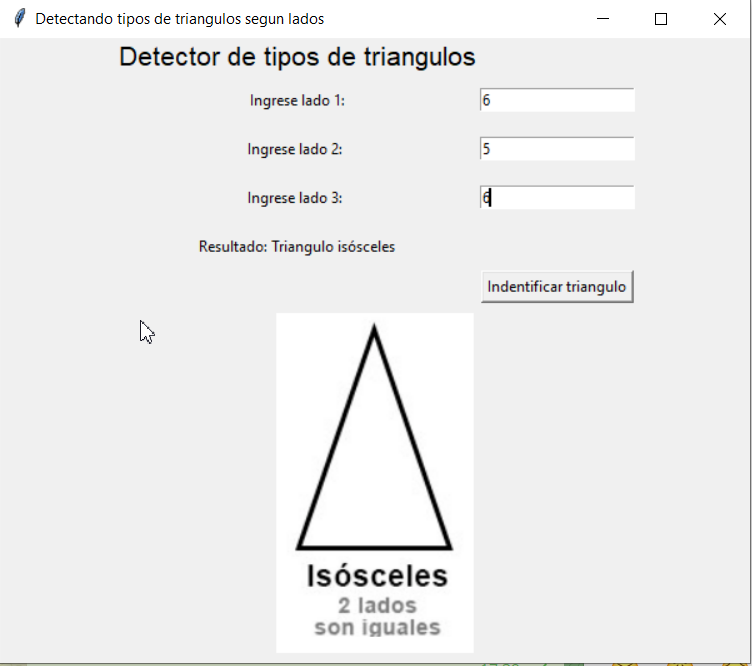 Detectando tipos de triangulos segun lados
Detector de tipos de triangulos
Ingrese lado 1: 6
Ingrese lado 2: 5
Ingrese lado 3: 6
Resultado: Triangulo isósceles
Indentificar triangulo
Isósceles
2 lados
son iguales